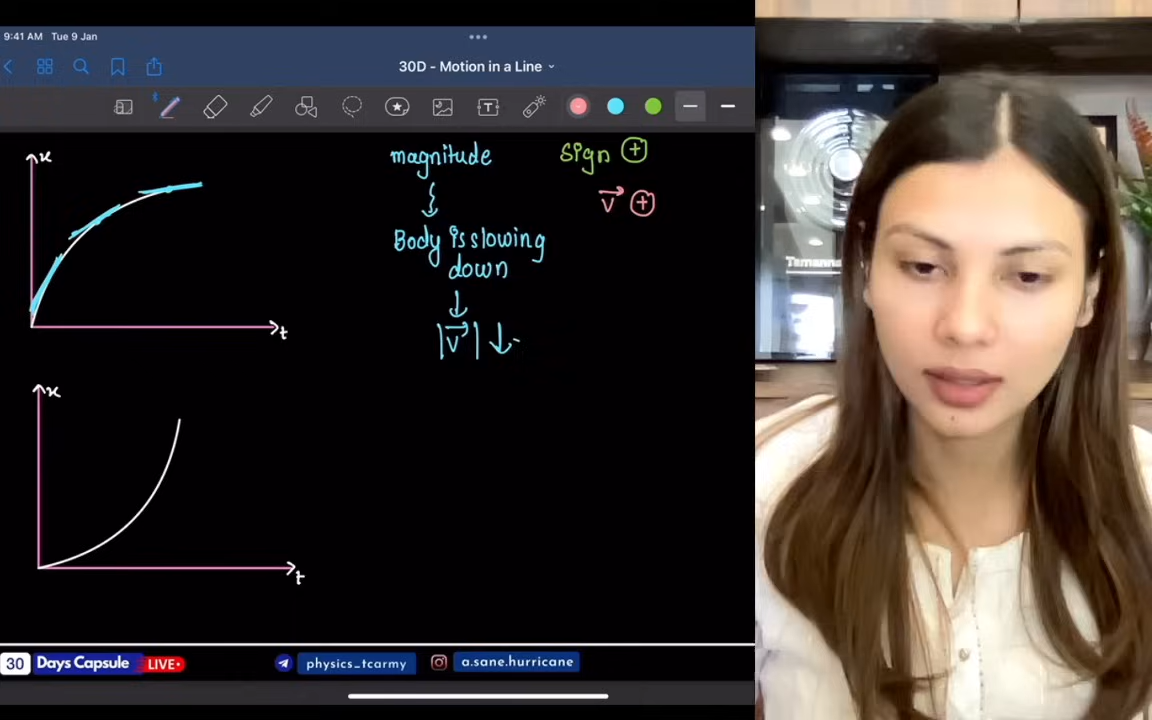 9:41 AM Tue 9 Jan
30D - Motion in a Line
T
x
magnitude
Sign +
v +
Body is slowing
down
|v| ↓
t
x
t
Tamanna
30 Days Capsule LIVE
physics_tcarmy
a.sane.hurricane